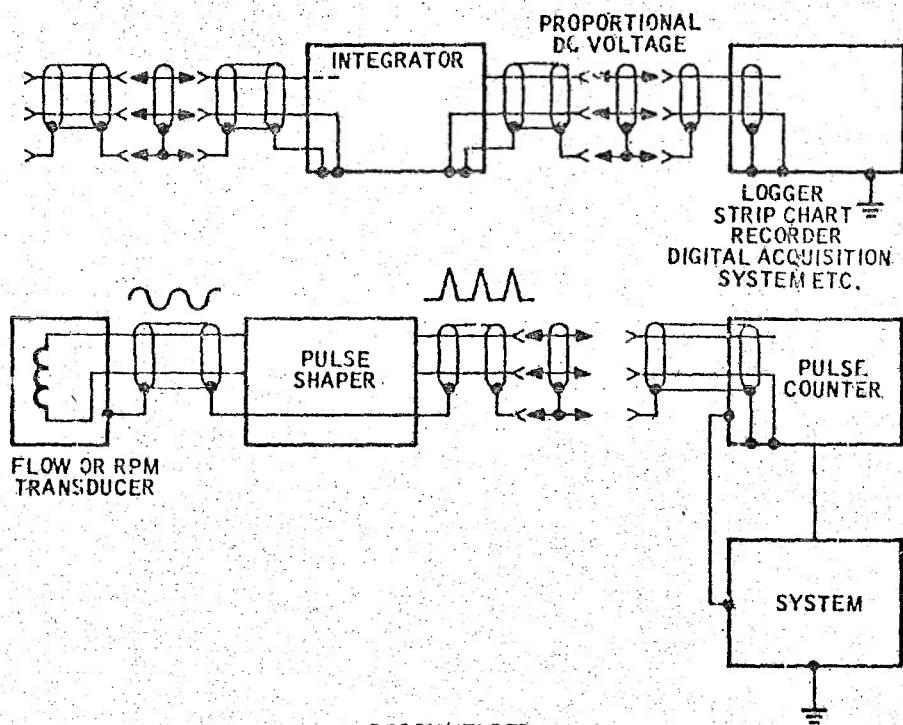 PROPORTIONAL
DC VOLTAGE
INTEGRATOR
LOGGER
STRIP CHART
RECORDER
DIGITAL ACQUISITION
SYSTEM ETC.
PULSE
SHAPER
PULSE
COUNTER
FLOW OR RPM
TRANSDUCER
SYSTEM